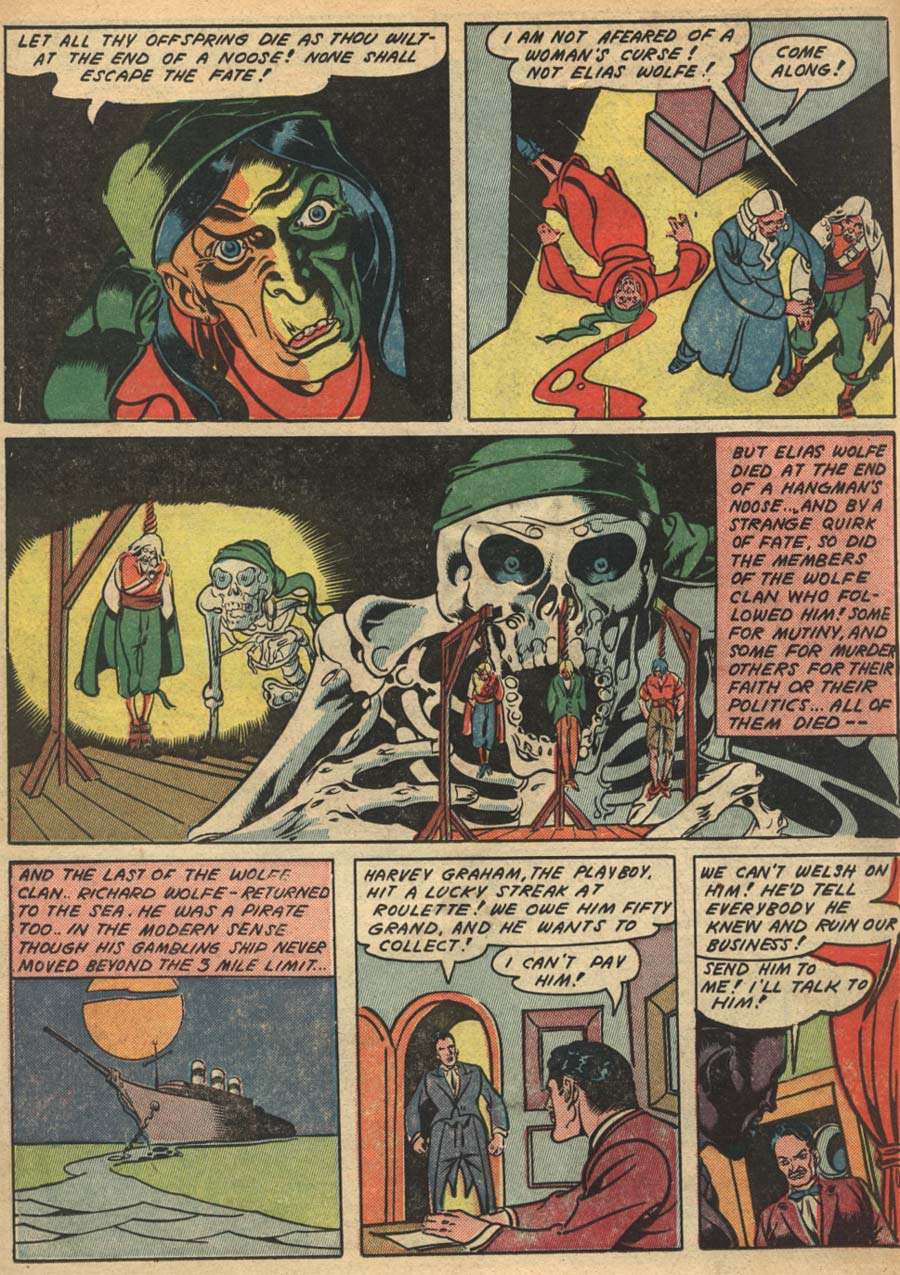 LET ALL THY OFFSPRING DIE AS THOU WILT-
AT THE END OF A NOOSE! NONE SHALL
ESCAPE THE FATE!
I AM NOT AFEARED OF A
WOMAN'S CURSE!
NOT ELIAS WOLFE!
COME
ALONG!
BUT ELIAS WOLFE
DIED AT THE END
OF A HANGMAN'S
NOOSE... AND BY A
STRANGE QUIRK
OF FATE, SO DID
THE MEMBERS
OF THE WOLFE
CLAN WHO FOL-
LOWED HIM! SOME
FOR MUTINY, AND
SOME FOR MURDER
OTHERS FOR THEIR
FAITH OR THEIR
POLITICS... ALL OF
THEM DIED --
AND THE LAST OF THE WOLFE
CLAN.. RICHARD WOLFE - RETURNED
TO THE SEA. HE WAS A PIRATE
TOO.. IN THE MODERN SENSE
THOUGH HIS GAMBLING SHIP NEVER
MOVED BEYOND THE 3 MILE LIMIT...
HARVEY GRAHAM, THE PLAYBOY,
HIT A LUCKY STREAK AT
ROULETTE! WE OWE HIM FIFTY
GRAND, AND HE WANTS TO
COLLECT!
I CAN'T PAY
HIM!
WE CAN'T WELSH ON
HIM! HE'D TELL
EVERYBODY HE
KNEW AND RUIN OUR
BUSINESS!
SEND HIM TO
ME! I'LL TALK TO
HIM!